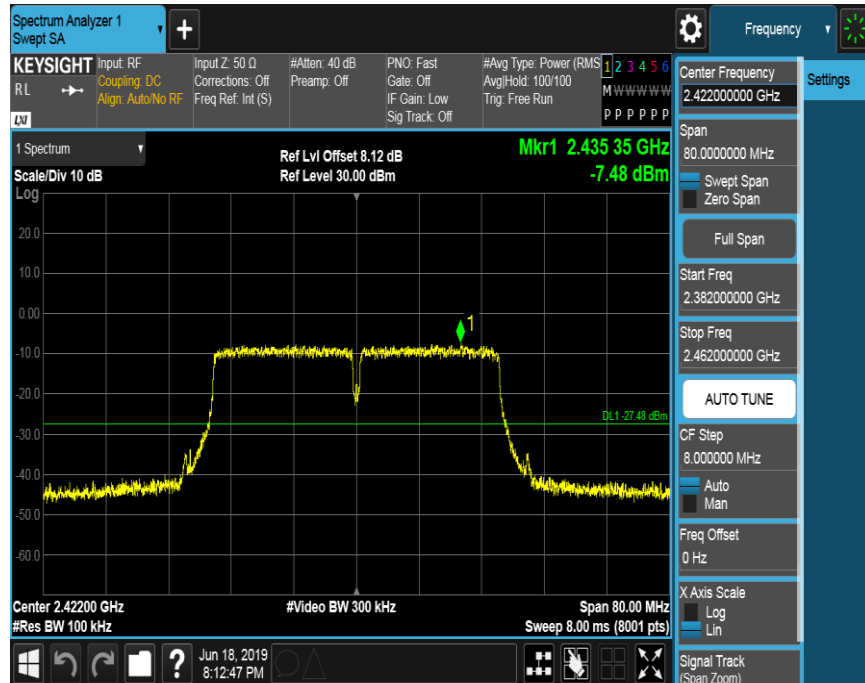 Spectrum Analyzer 1
Swept SA
Frequency
KEYSIGHT
Input: RF
Coupling: DC
Align: Auto/No RF
Input Z: 50 Ω
Corrections: Off
Freq Ref: Int (S)
#Atten: 40 dB
Preamp: Off
PNO: Fast
Gate: Off
IF Gain: Low
Sig Track: Off
#Avg Type: Power (RMS
Avg|Hold: 100/100
Trig: Free Run
1 2 3 4 5 6
M W W W W W
P P P P P P
R L
LXI
Center Frequency
2.422000000 GHz
Settings
Span
80.0000000 MHz
Swept Span
Zero Span
Full Span
Start Freq
2.382000000 GHz
Stop Freq
2.462000000 GHz
AUTO TUNE
CF Step
8.000000 MHz
Auto
Man
Freq Offset
0 Hz
X Axis Scale
Log
Lin
Signal Track
(Span Zoom)
1 Spectrum
Scale/Div 10 dB
Log
Ref Lvl Offset 8.12 dB
Ref Level 30.00 dBm
Mkr1 2.435 35 GHz
-7.48 dBm
20.0
10.0
0.00
1
-10.0
-20.0
DL1 -27.48 dBm
-30.0
-40.0
-50.0
-60.0
Center 2.42200 GHz
#Video BW 300 kHz
Span 80.00 MHz
#Res BW 100 kHz
Sweep 8.00 ms (8001 pts)
?
Jun 18, 2019
8:12:47 PM